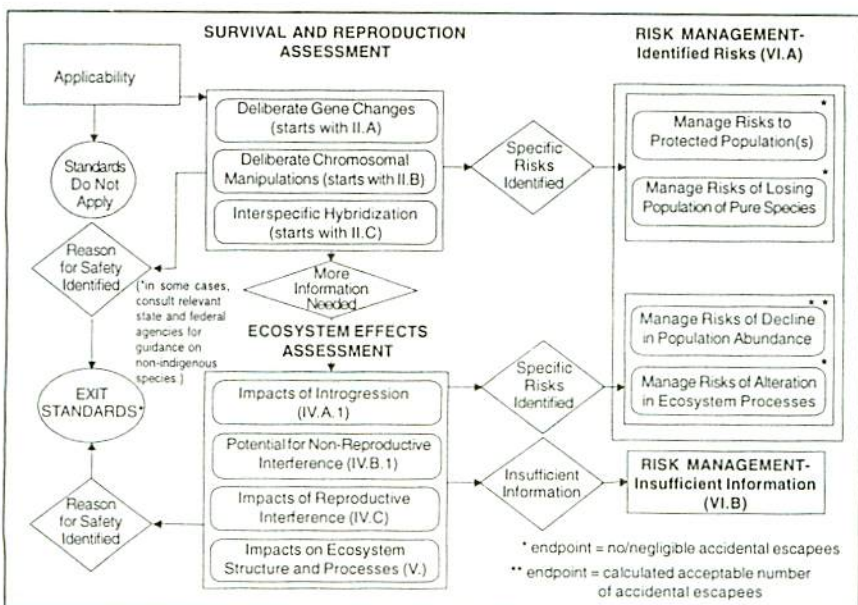 SURVIVAL AND REPRODUCTION
ASSESSMENT
RISK MANAGEMENT-
Identified Risks (VI.A)
Applicability
Standards
Do Not
Apply
Deliberate Gene Changes
(starts with II.A)
Deliberate Chromosomal
Manipulations (starts with II.B)
Interspecific Hybridization
(starts with II.C)
Specific
Risks
Identified
*
Manage Risks to
Protected Population(s)
*
Manage Risks of Losing
Population of Pure Species
Reason
for Safety
Identified
(*in some cases,
consult relevant
state and federal
agencies for
guidance on
non-indigenous
species.)
More
Information
Needed
ECOSYSTEM EFFECTS
ASSESSMENT
EXIT
STANDARDS*
Impacts of Introgression
(IV.A.1)
Potential for Non-Reproductive
Interference (IV.B.1)
Impacts of Reproductive
Interference (IV.C)
Impacts on Ecosystem
Structure and Processes (V.)
Specific
Risks
Identified
* *
Manage Risks of Decline
in Population Abundance
*
Manage Risks of Alteration
in Ecosystem Processes
Insufficient
Information
RISK MANAGEMENT-
Insufficient Information
(VI.B)
Reason
for Safety
Identified
* endpoint = no/negligible accidental escapees
** endpoint = calculated acceptable number
of accidental escapees